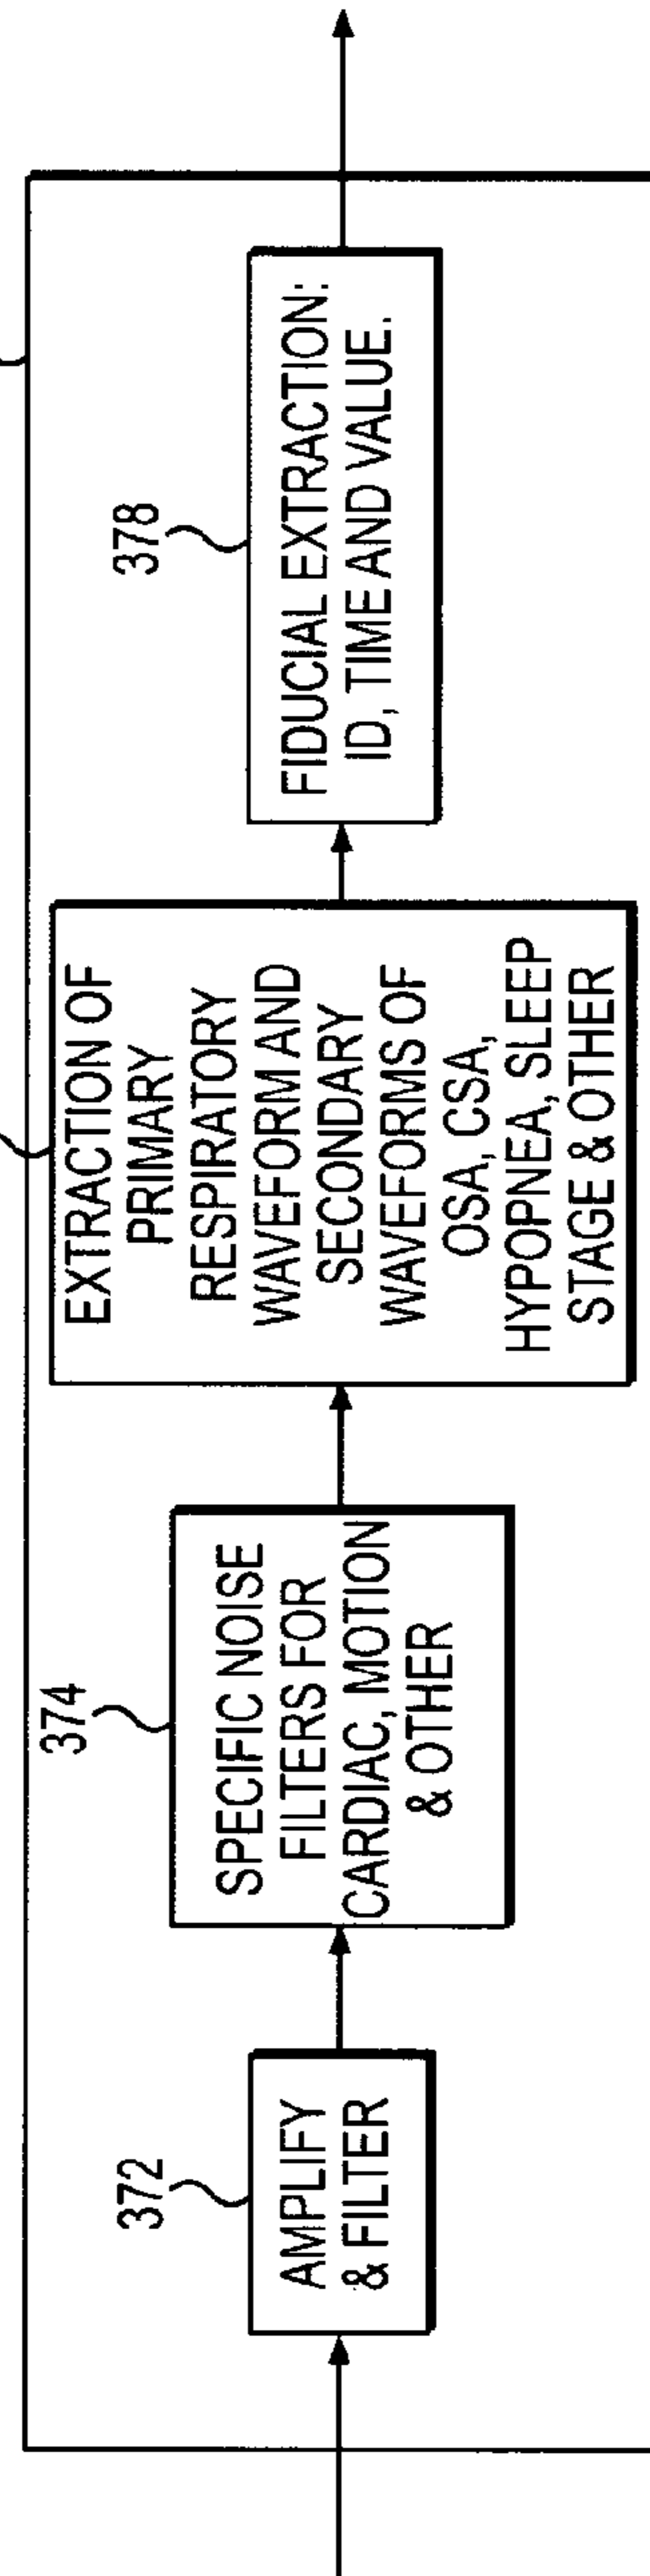 372
AMPLIFY
& FILTER
374
SPECIFIC NOISE
FILTERS FOR
CARDIAC, MOTION
& OTHER
EXTRACTION OF
PRIMARY
RESPIRATORY
WAVEFORM AND
SECONDARY
WAVEFORMS OF
OSA, CSA,
HYPOPNEA, SLEEP
STAGE & OTHER
378
FIDUCIAL EXTRACTION:
ID, TIME AND VALUE.